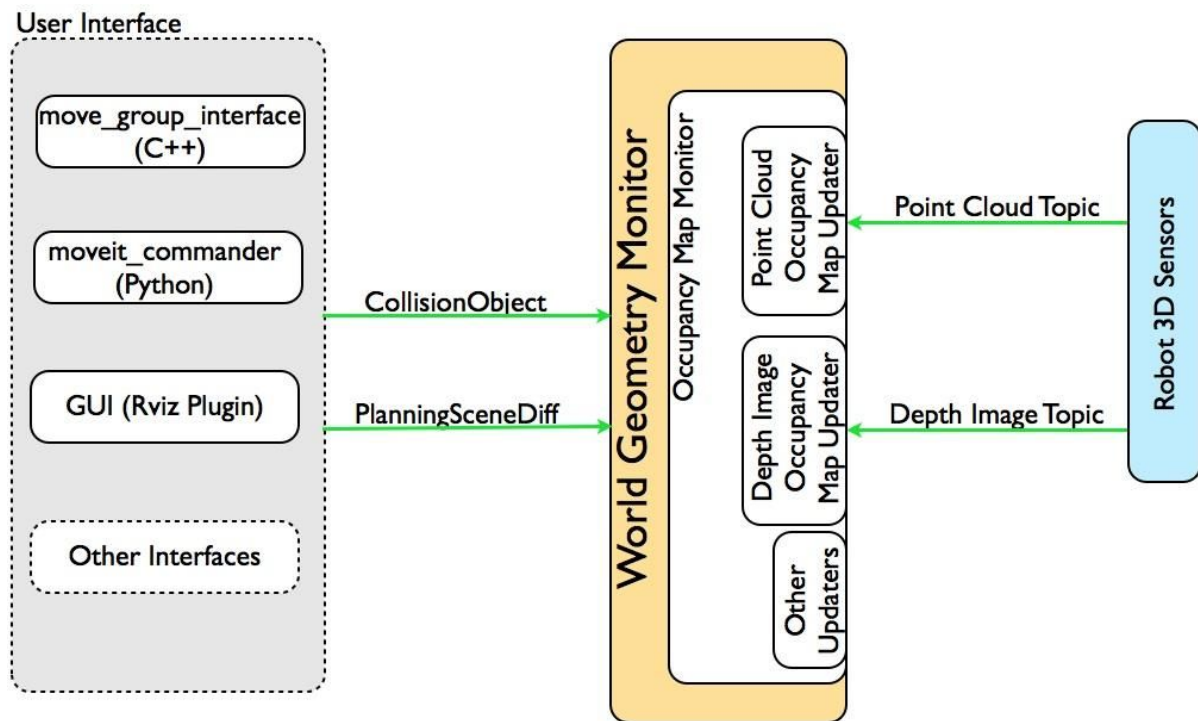 User Interface
move_group_interface
(C++)
moveit_commander
(Python)
GUI (Rviz Plugin)
Other Interfaces
CollisionObject
PlanningSceneDiff
World Geometry Monitor
Occupancy Map Monitor
Point Cloud
Occupancy
Map Updater
Depth Image
Occupancy
Map Updater
Other
Updaters
Point Cloud Topic
Depth Image Topic
Robot 3D Sensors